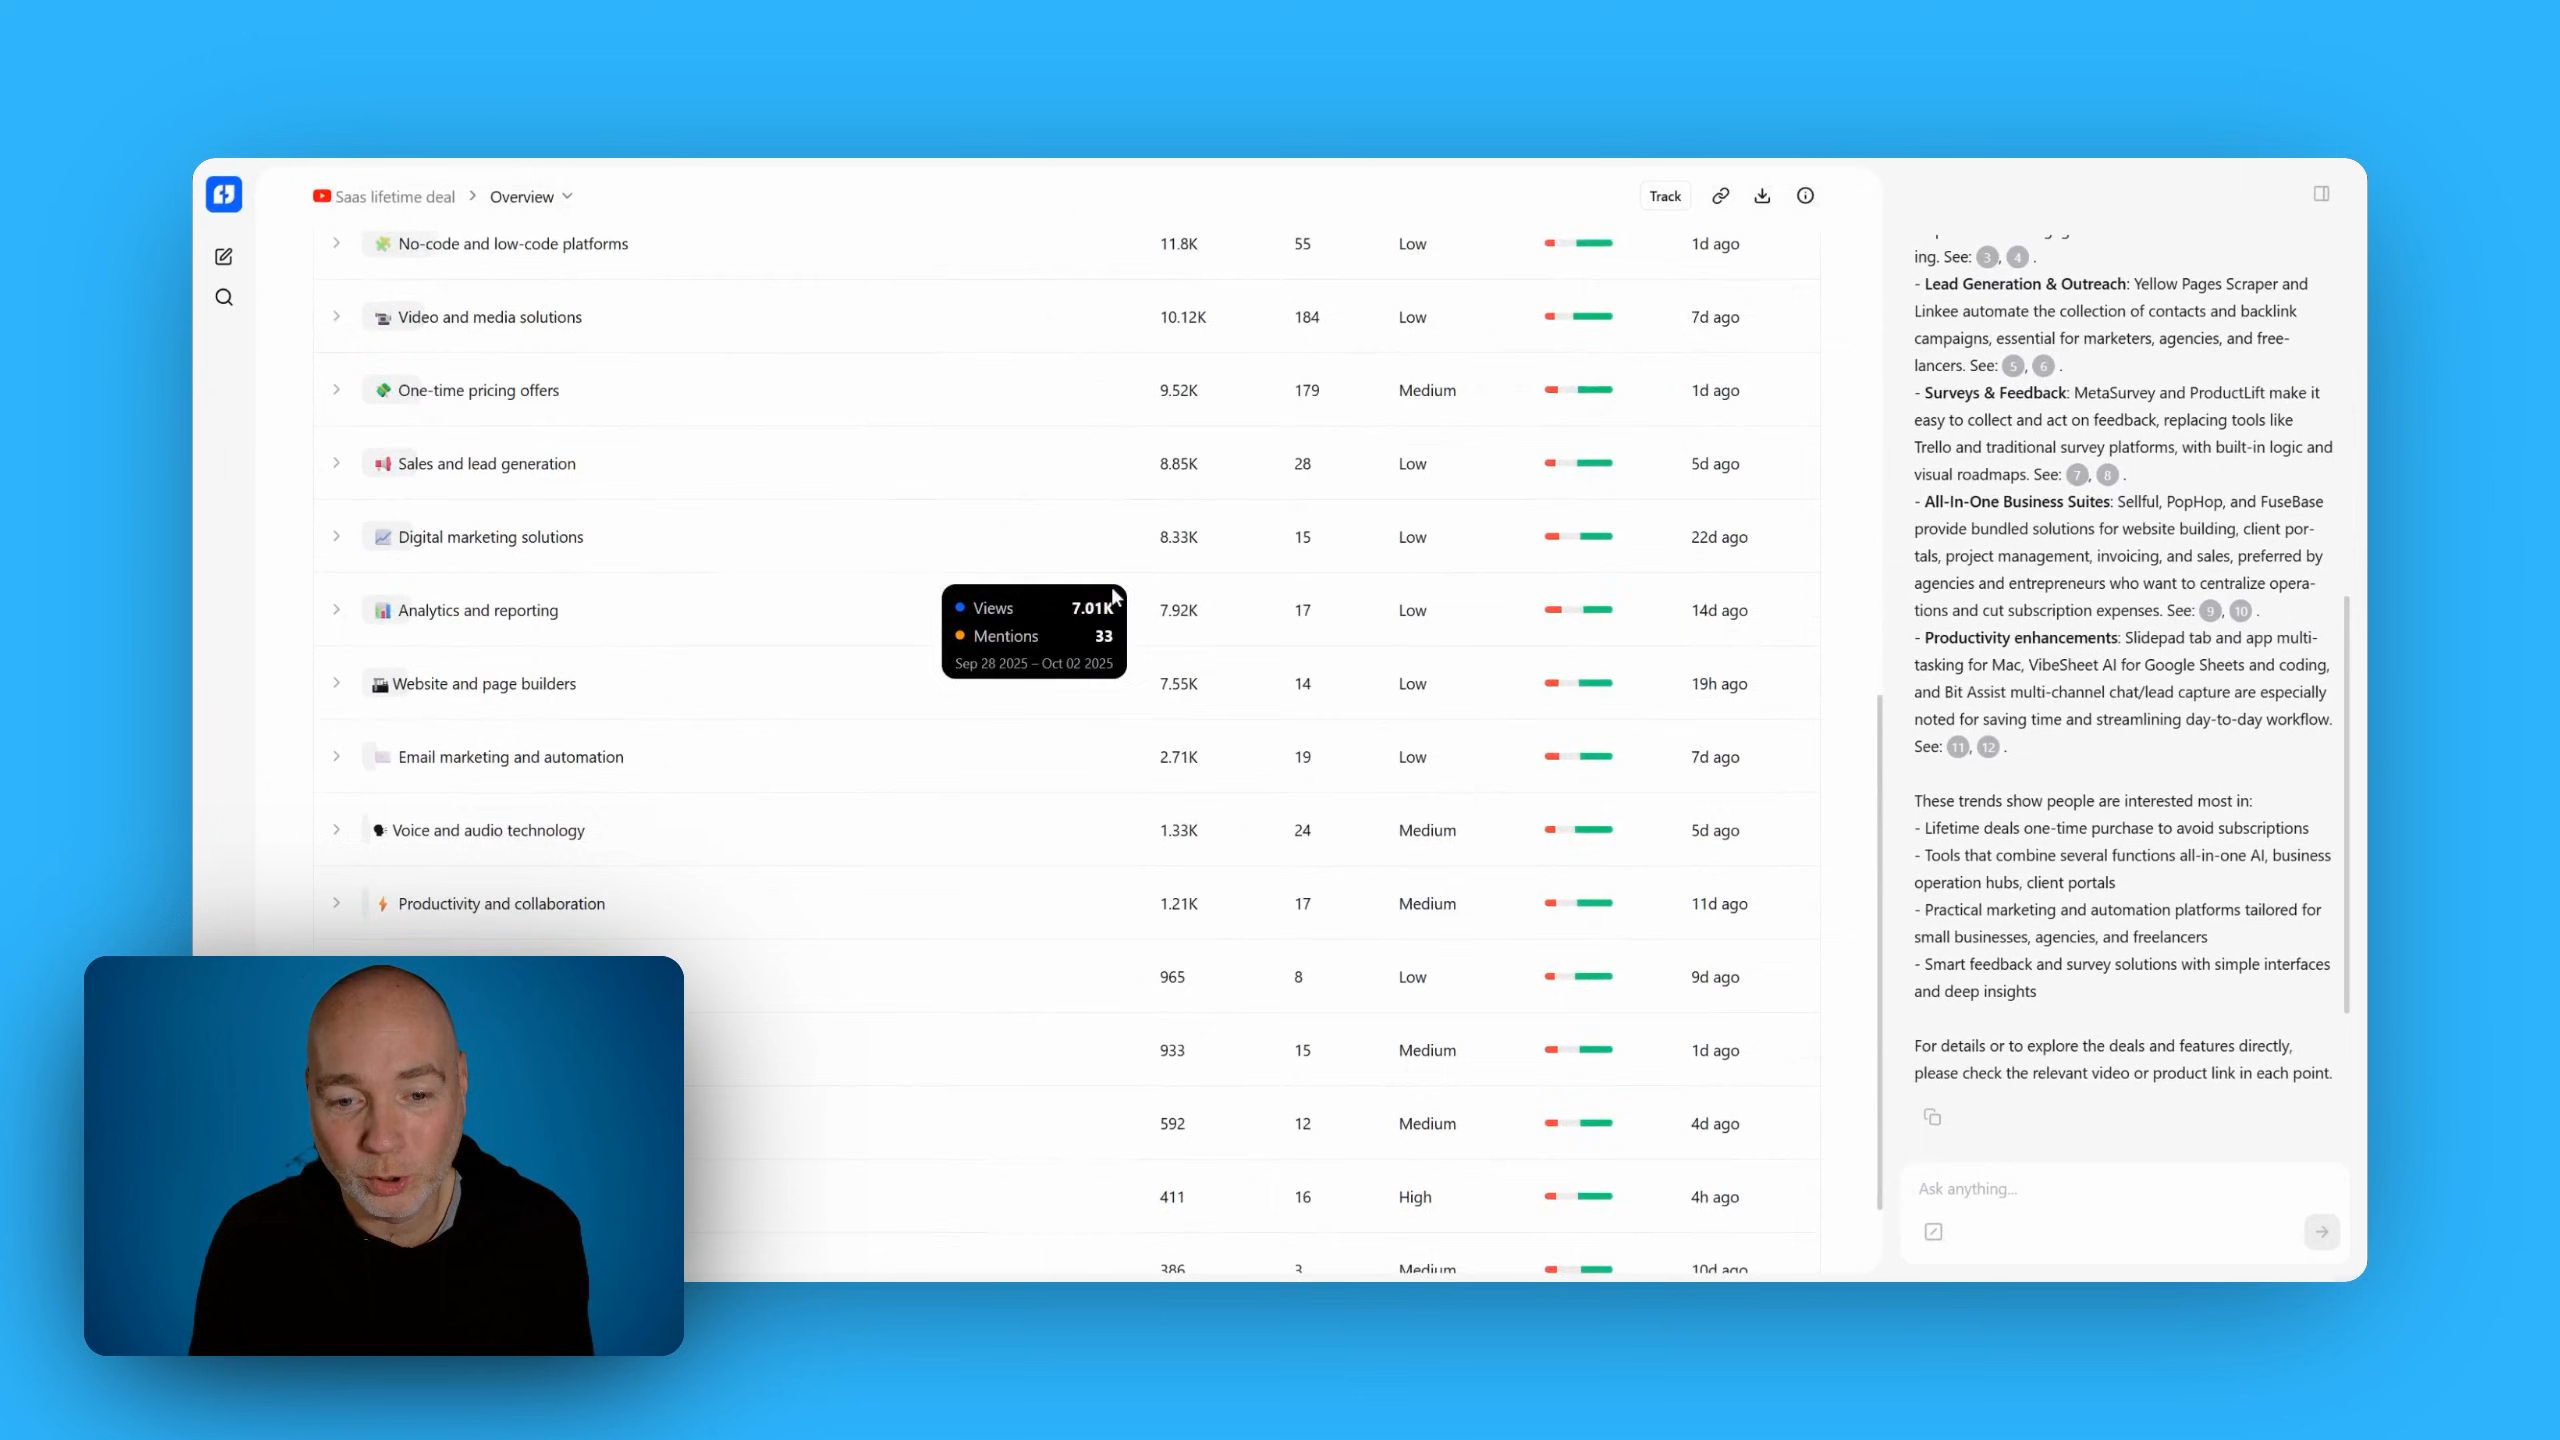 Saas lifetime deal > Overview
Track
No-code and low-code platforms 11.8K 55 Low 1d ago
Video and media solutions 10.12K 184 Low 7d ago
One-time pricing offers 9.52K 179 Medium 1d ago
Sales and lead generation 8.85K 28 Low 5d ago
Digital marketing solutions 8.33K 15 Low 22d ago
Analytics and reporting 7.92K 17 Low 14d ago
Website and page builders 7.55K 14 Low 19h ago
Email marketing and automation 2.71K 19 Low 7d ago
Voice and audio technology 1.33K 24 Medium 5d ago
Productivity and collaboration 1.21K 17 Medium 11d ago
965 8 Low 9d ago
933 15 Medium 1d ago
592 12 Medium 4d ago
411 16 High 4h ago
386 3 Medium 10d ago
Views 7.01K
Mentions 33
Sep 28 2025 – Oct 02 2025
ing. See: 3, 4 .
- Lead Generation & Outreach: Yellow Pages Scraper and
Linkee automate the collection of contacts and backlink
campaigns, essential for marketers, agencies, and free-
lancers. See: 5, 6 .
- Surveys & Feedback: MetaSurvey and ProductLift make it
easy to collect and act on feedback, replacing tools like
Trello and traditional survey platforms, with built-in logic and
visual roadmaps. See: 7, 8 .
- All-In-One Business Suites: Sellful, PopHop, and FuseBase
provide bundled solutions for website building, client por-
tals, project management, invoicing, and sales, preferred by
agencies and entrepreneurs who want to centralize opera-
tions and cut subscription expenses. See: 9, 10 .
- Productivity enhancements: Slidepad tab and app multi-
tasking for Mac, VibeSheet AI for Google Sheets and coding,
and Bit Assist multi-channel chat/lead capture are especially
noted for saving time and streamlining day-to-day workflow.
See: 11, 12 .
These trends show people are interested most in:
- Lifetime deals one-time purchase to avoid subscriptions
- Tools that combine several functions all-in-one AI, business
operation hubs, client portals
- Practical marketing and automation platforms tailored for
small businesses, agencies, and freelancers
- Smart feedback and survey solutions with simple interfaces
and deep insights
For details or to explore the deals and features directly,
please check the relevant video or product link in each point.
Ask anything...